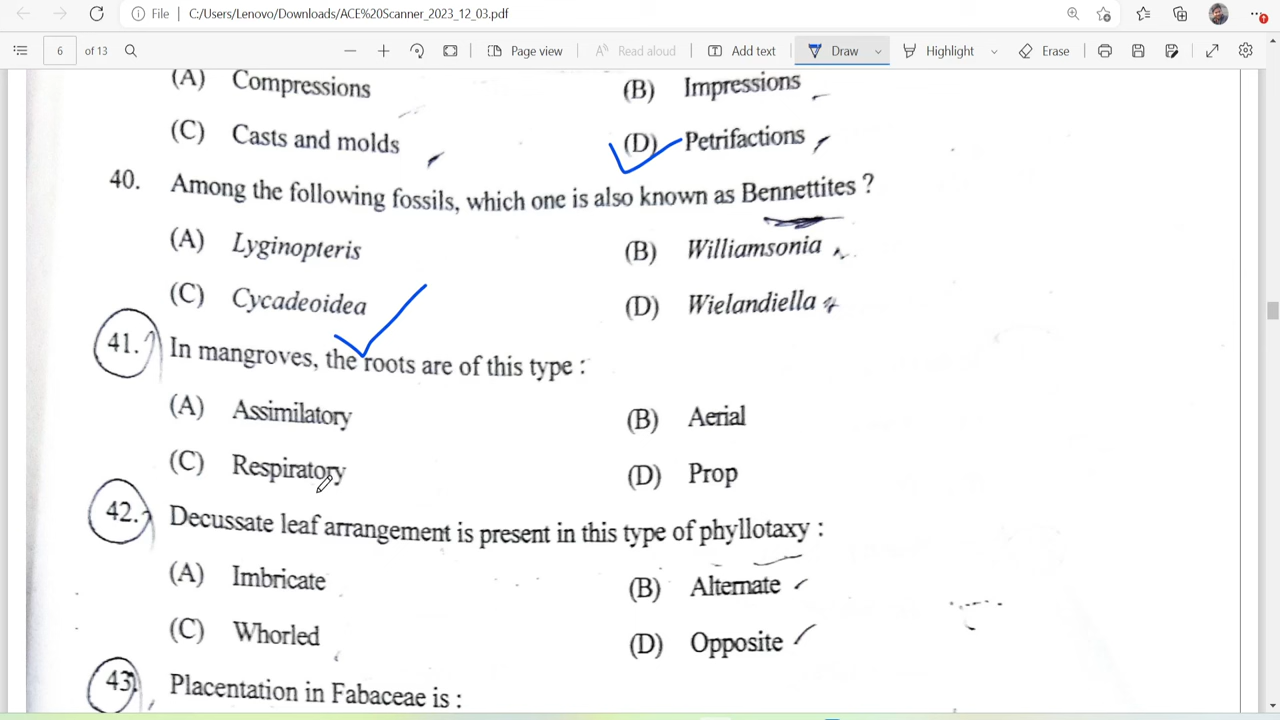 File C:/Users/Lenovo/Downloads/ACE%20Scanner_2023_12_03.pdf
6 of 13 Page view Read aloud Add text Draw Highlight Erase
(A) Compressions (B) Impressions
(C) Casts and molds (D) Petrifactions
40. Among the following fossils, which one is also known as Bennettites ?
(A) Lyginopteris (B) Williamsonia
(C) Cycadeoidea (D) Wielandiella
41. In mangroves, the roots are of this type :
(A) Assimilatory (B) Aerial
(C) Respiratory (D) Prop
42. Decussate leaf arrangement is present in this type of phyllotaxy :
(A) Imbricate (B) Alternate
(C) Whorled (D) Opposite
43. Placentation in Fabaceae is :